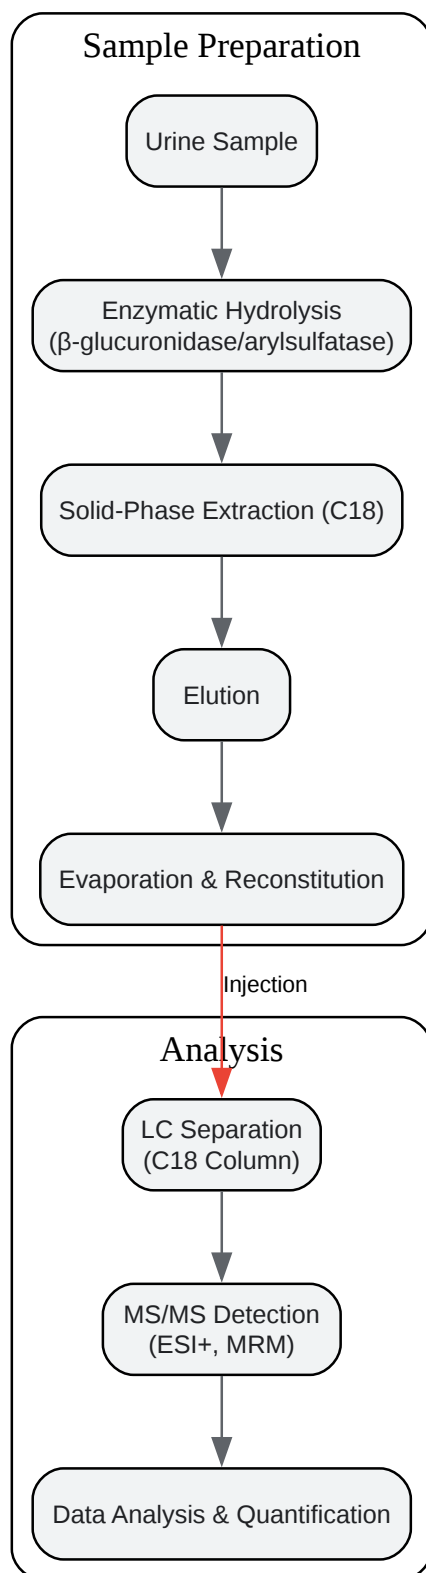 Sample Preparation
Urine Sample
Enzymatic Hydrolysis
(β-glucuronidase/arylsulfatase)
Solid-Phase Extraction (C18)
Elution
Evaporation & Reconstitution
Injection
Analysis
LC Separation
(C18 Column)
MS/MS Detection
(ESI+, MRM)
Data Analysis & Quantification